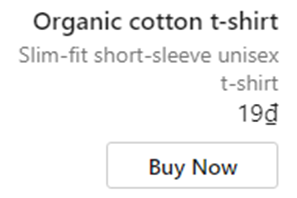 Organic cotton t-shirt
Slim-fit short-sleeve unisex
t-shirt
19₫
Buy Now